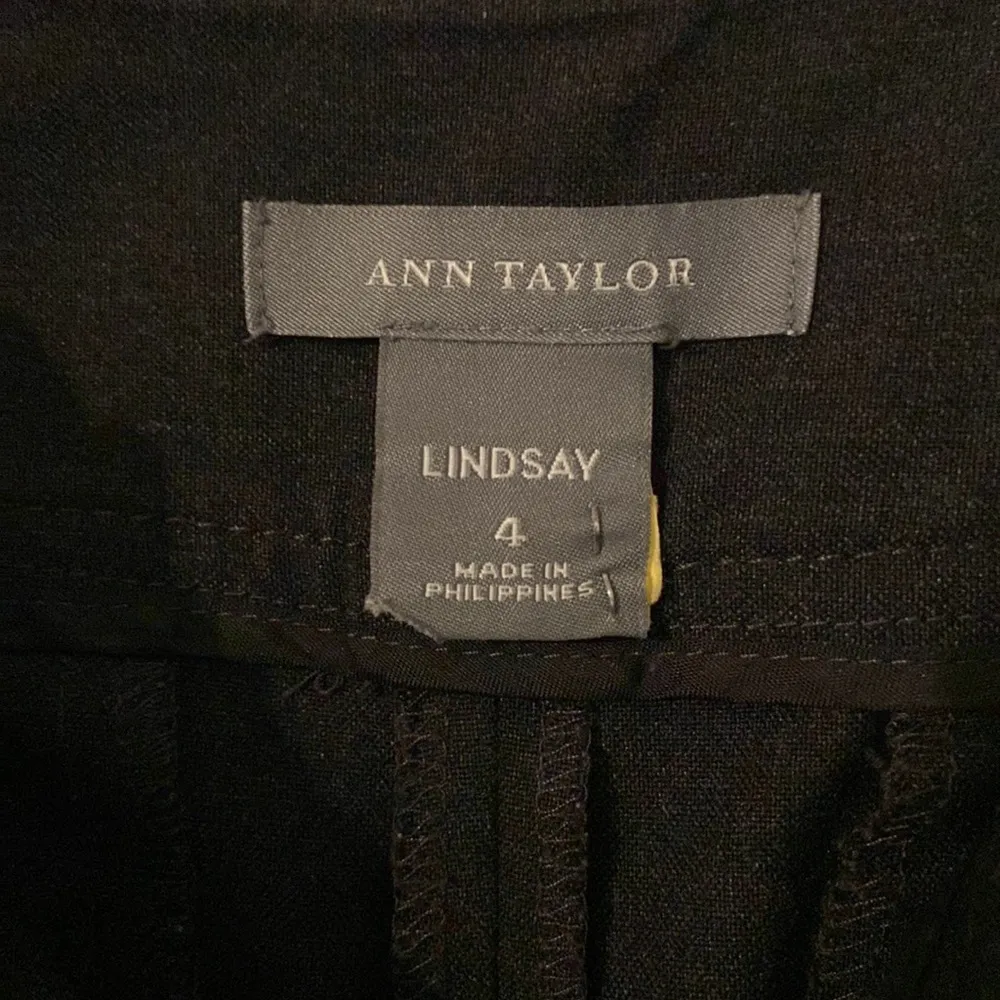 ANN TAYLOR
LINDSAY
4
MADE IN
PHILIPPINES